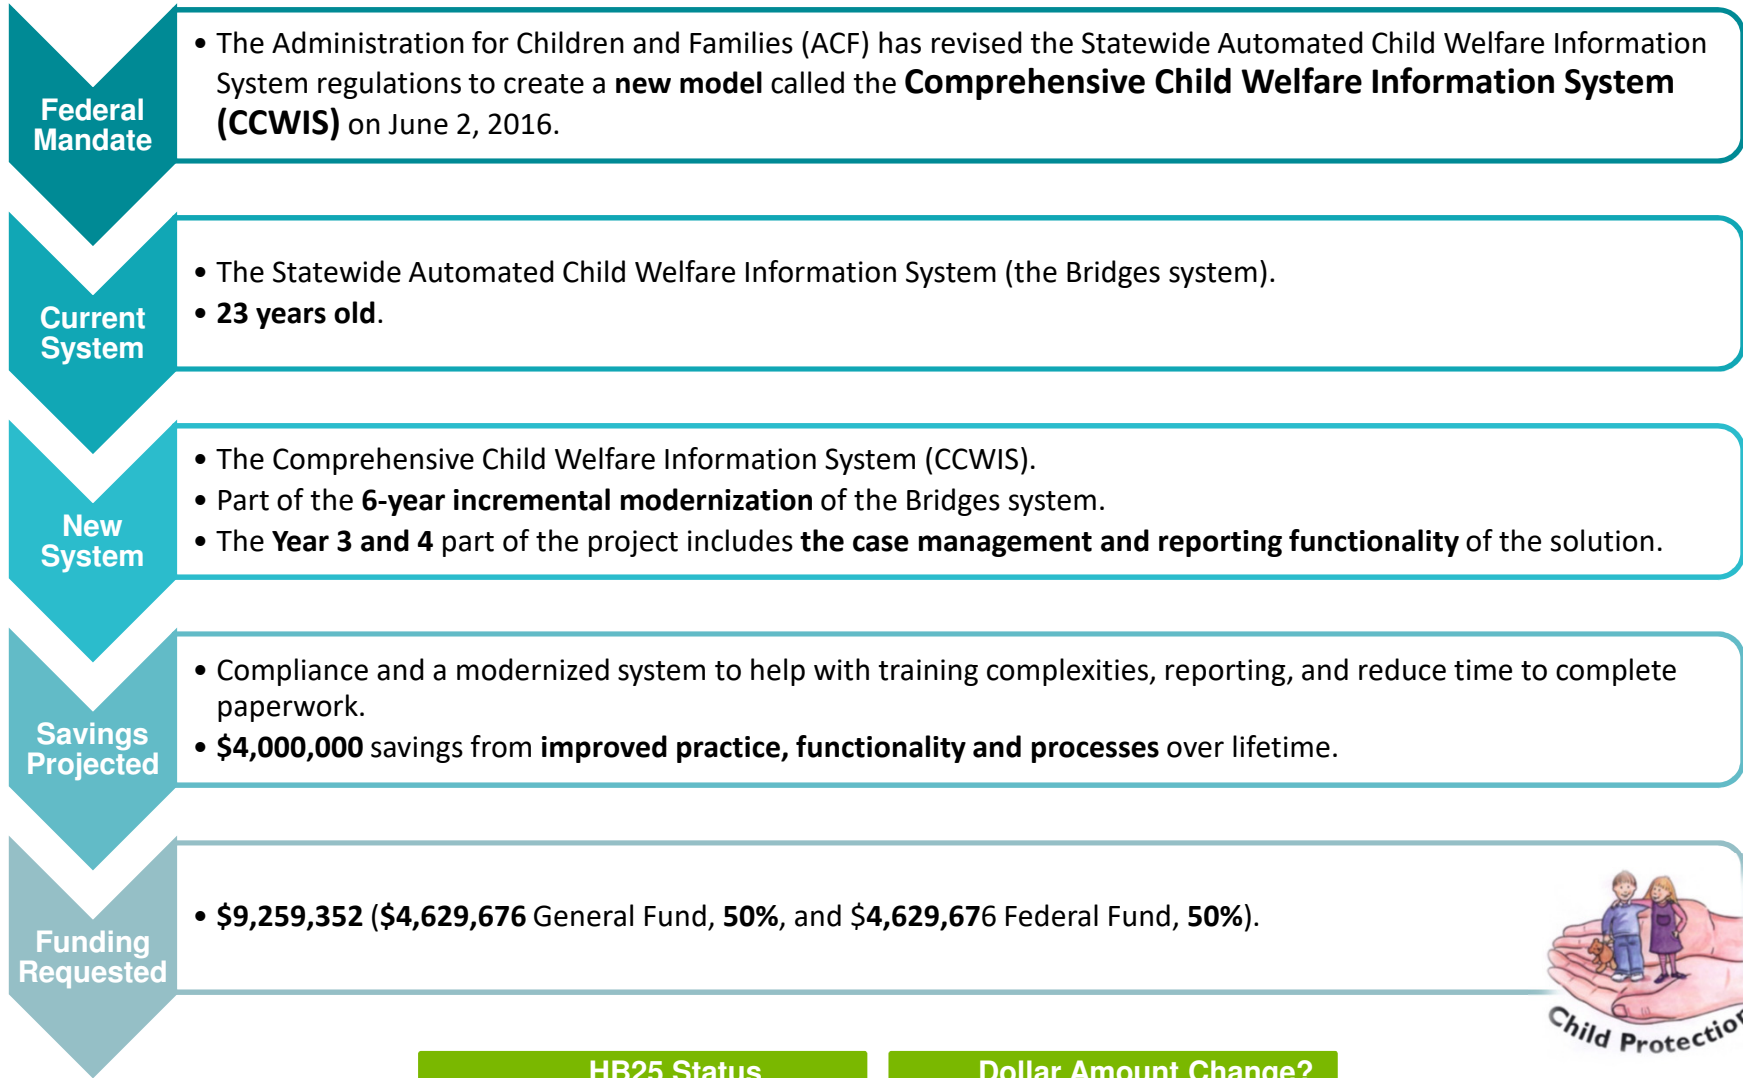 Federal
Mandate
• The Administration for Children and Families (ACF) has revised the Statewide Automated Child Welfare Information
System regulations to create a new model called the Comprehensive Child Welfare Information System
(CCWIS) on June 2, 2016.
Current
System
• The Statewide Automated Child Welfare Information System (the Bridges system).
• 23 years old.
New
System
• The Comprehensive Child Welfare Information System (CCWIS).
• Part of the 6-year incremental modernization of the Bridges system.
• The Year 3 and 4 part of the project includes the case management and reporting functionality of the solution.
Savings
Projected
• Compliance and a modernized system to help with training complexities, reporting, and reduce time to complete
paperwork.
• $4,000,000 savings from improved practice, functionality and processes over lifetime.
Funding
Requested
• $9,259,352 ($4,629,676 General Fund, 50%, and $4,629,676 Federal Fund, 50%).
Child Protection
HB25 Status
Dollar Amount Change?